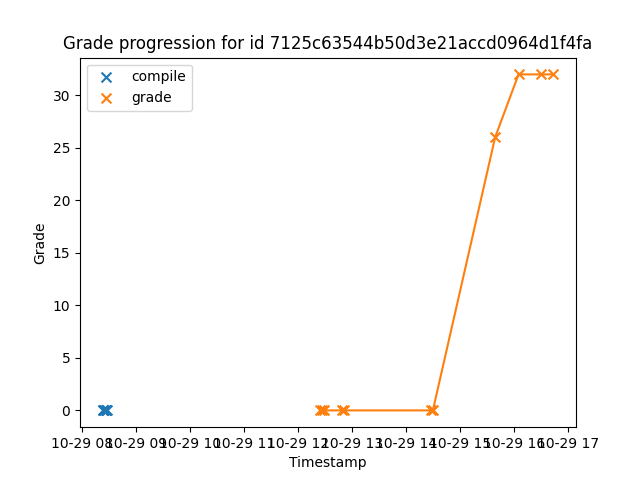 Grade progression for id 7125c63544b50d3e21accd0964d1f4fa
compile
grade
Grade
30
25
20
15
10
5
0
10-29 08 10-29 09 10-29 10 10-29 11 10-29 12 10-29 13 10-29 14 10-29 15 10-29 16 10-29 17
Timestamp